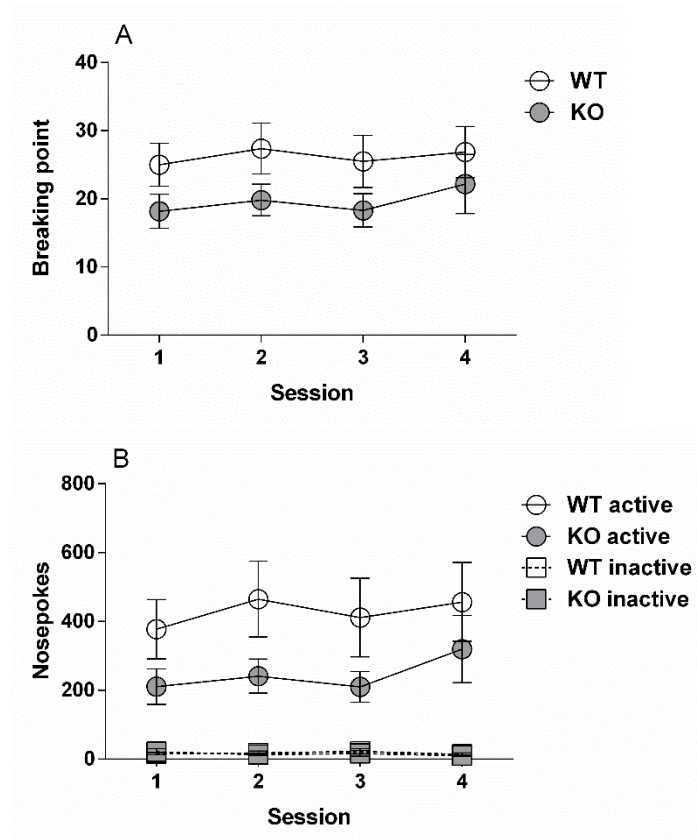 A
40
30
20
10
0
Breaking point
1 2 3 4
Session
WT
KO
B
800
600
400
200
0
Nosepokes
1 2 3 4
Session
WT active
KO active
WT inactive
KO inactive